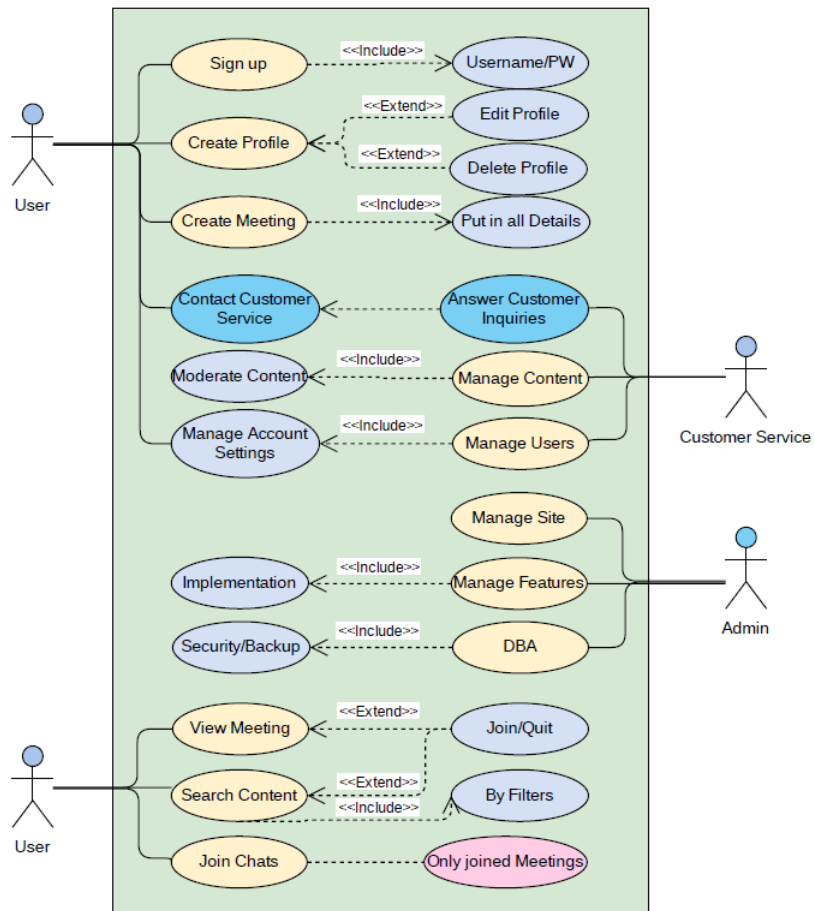 Sign up
<<Include>>
Username/PW
<<Extend>>
Edit Profile
Create Profile
<<Extend>>
Delete Profile
User
Create Meeting
<<Include>>
Put in all Details
Contact Customer
Service
Answer Customer
Inquiries
<<Include>>
Moderate Content
Manage Content
Customer Service
<<Include>>
Manage Account
Settings
Manage Users
Manage Site
<<Include>>
Implementation
Manage Features
Admin
<<Include>>
Security/Backup
DBA
<<Extend>>
View Meeting
Join/Quit
<<Extend>>
Search Content
<<Include>>
By Filters
User
Join Chats
Only joined Meetings